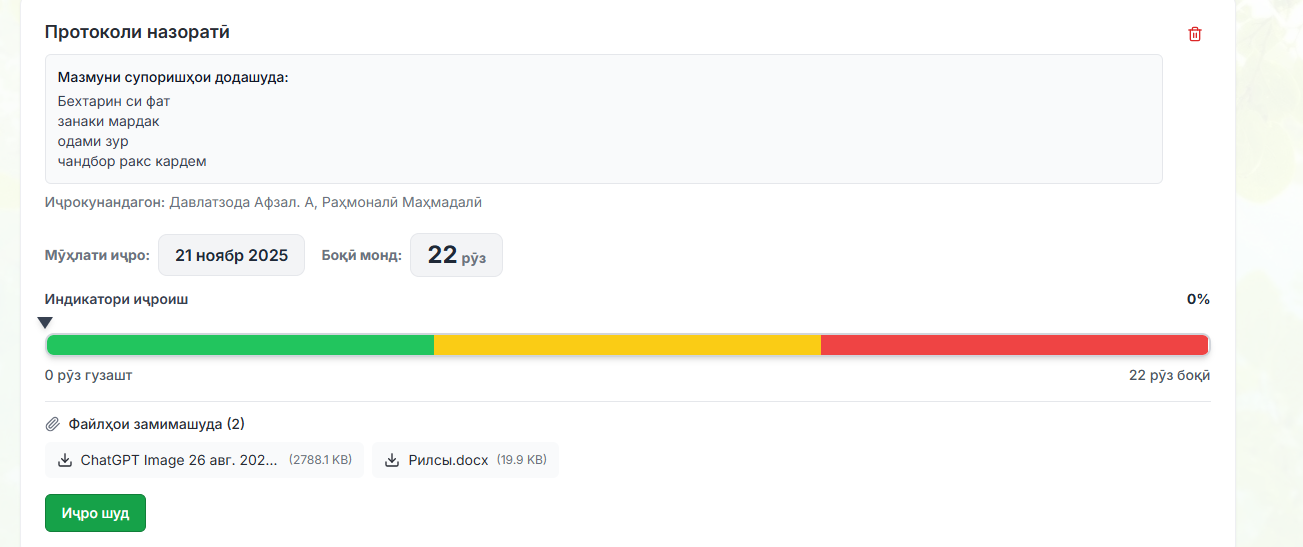 Протоколи назоратӣ
Мазмуни супоришҳои додашуда:
Бехтарин си фат
занаки мардак
одами зур
чандбор ракс кардем
Иҷрокунандагон: Давлатзода Афзал. А, Раҳмоналӣ Маҳмадалӣ
Мӯҳлати иҷро: 21 ноябр 2025 Боқӣ монд: 22 рӯз
Индикатори иҷроиш 0%
0 рӯз гузашт 22 рӯз боқӣ
Файлҳои замимашуда (2)
ChatGPT Image 26 авг. 202... (2788.1 KB) Рилсы.docx (19.9 KB)
Иҷро шуд